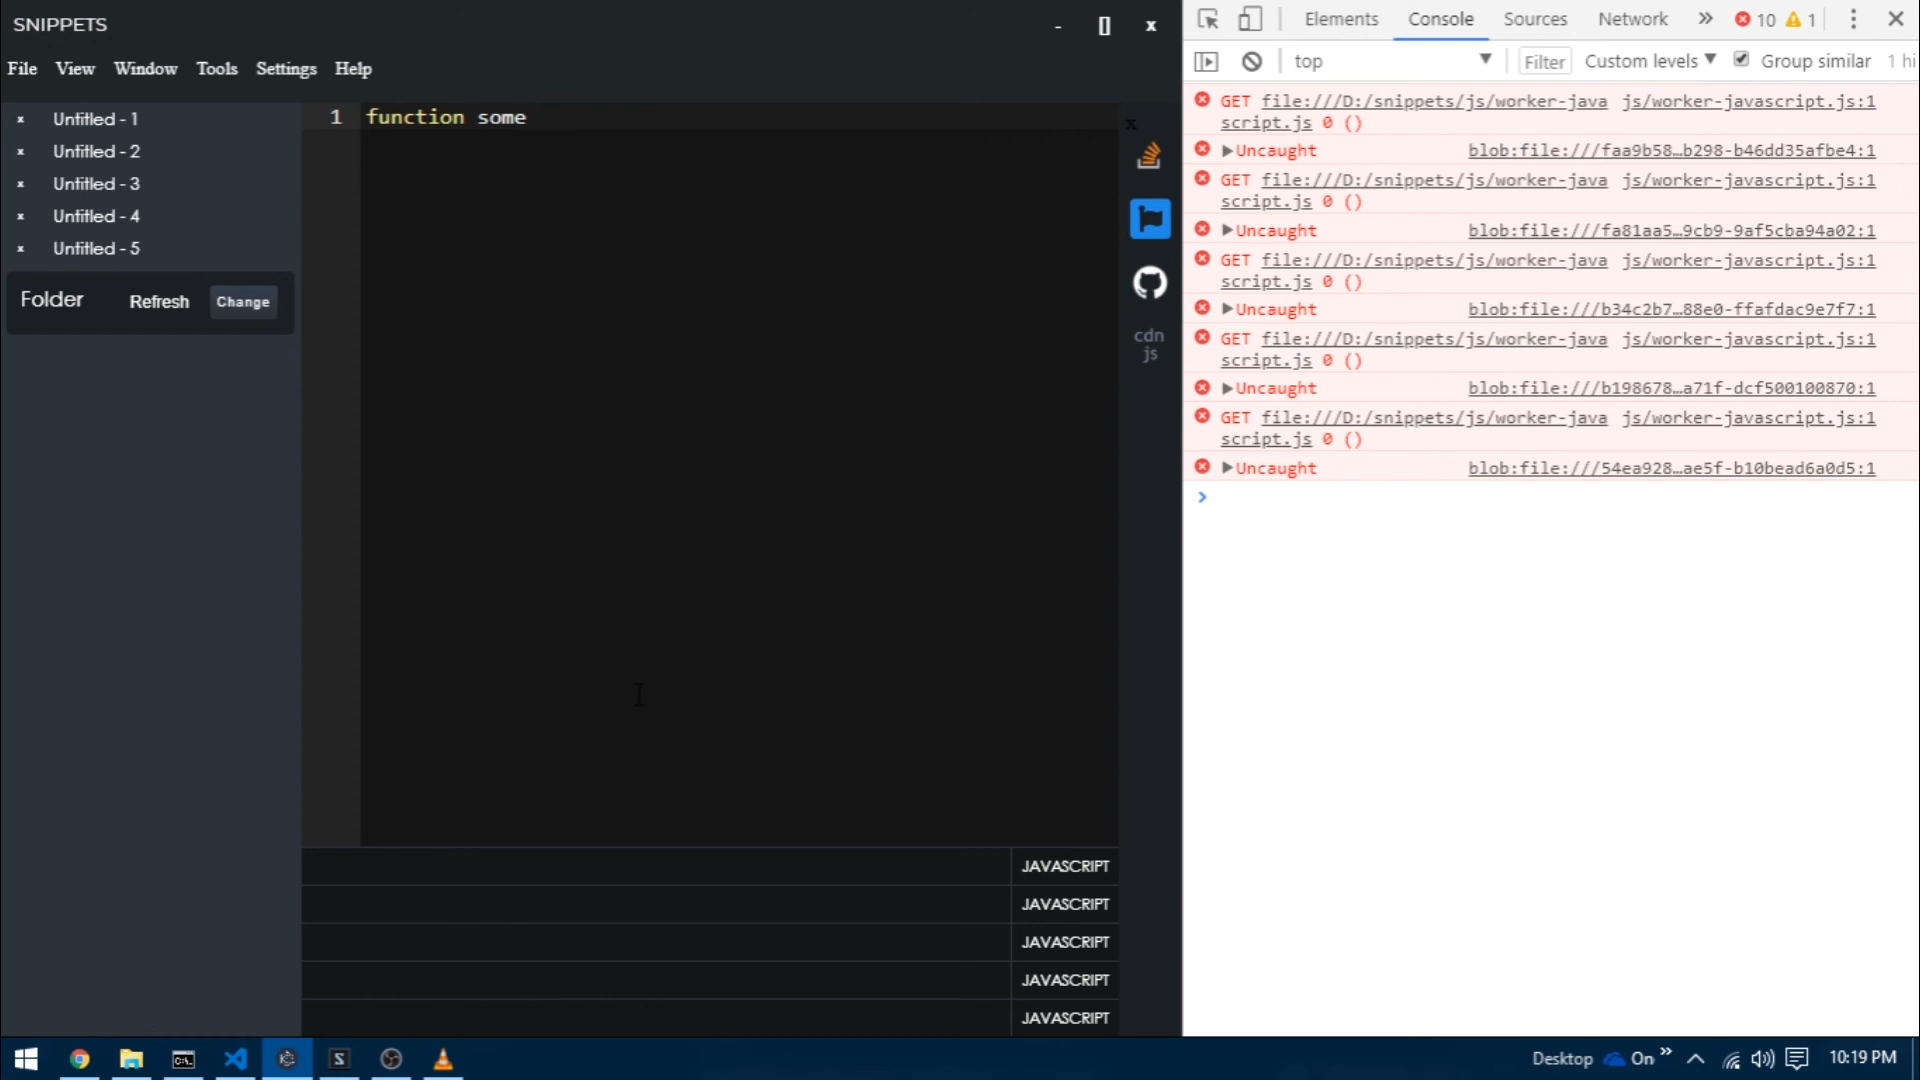 SNIPPETS
- [] x
File View Window Tools Settings Help
x Untitled - 1
x Untitled - 2
x Untitled - 3
x Untitled - 4
x Untitled - 5
Folder Refresh Change
1 function some
x
cdn
js
JAVASCRIPT
JAVASCRIPT
JAVASCRIPT
JAVASCRIPT
JAVASCRIPT
Elements Console Sources Network » 10 1
top Filter Custom levels Group similar 1 hi
GET file:///D:/snippets/js/worker-java js/worker-javascript.js:1
script.js 0 ()
Uncaught blob:file:///faa9b58…b298-b46dd35afbe4:1
GET file:///D:/snippets/js/worker-java js/worker-javascript.js:1
script.js 0 ()
Uncaught blob:file:///fa81aa5…9cb9-9af5cba94a02:1
GET file:///D:/snippets/js/worker-java js/worker-javascript.js:1
script.js 0 ()
Uncaught blob:file:///b34c2b7…88e0-ffafdac9e7f7:1
GET file:///D:/snippets/js/worker-java js/worker-javascript.js:1
script.js 0 ()
Uncaught blob:file:///b198678…a71f-dcf500100870:1
GET file:///D:/snippets/js/worker-java js/worker-javascript.js:1
script.js 0 ()
Uncaught blob:file:///54ea928…ae5f-b10bead6a0d5:1
Desktop On » 10:19 PM